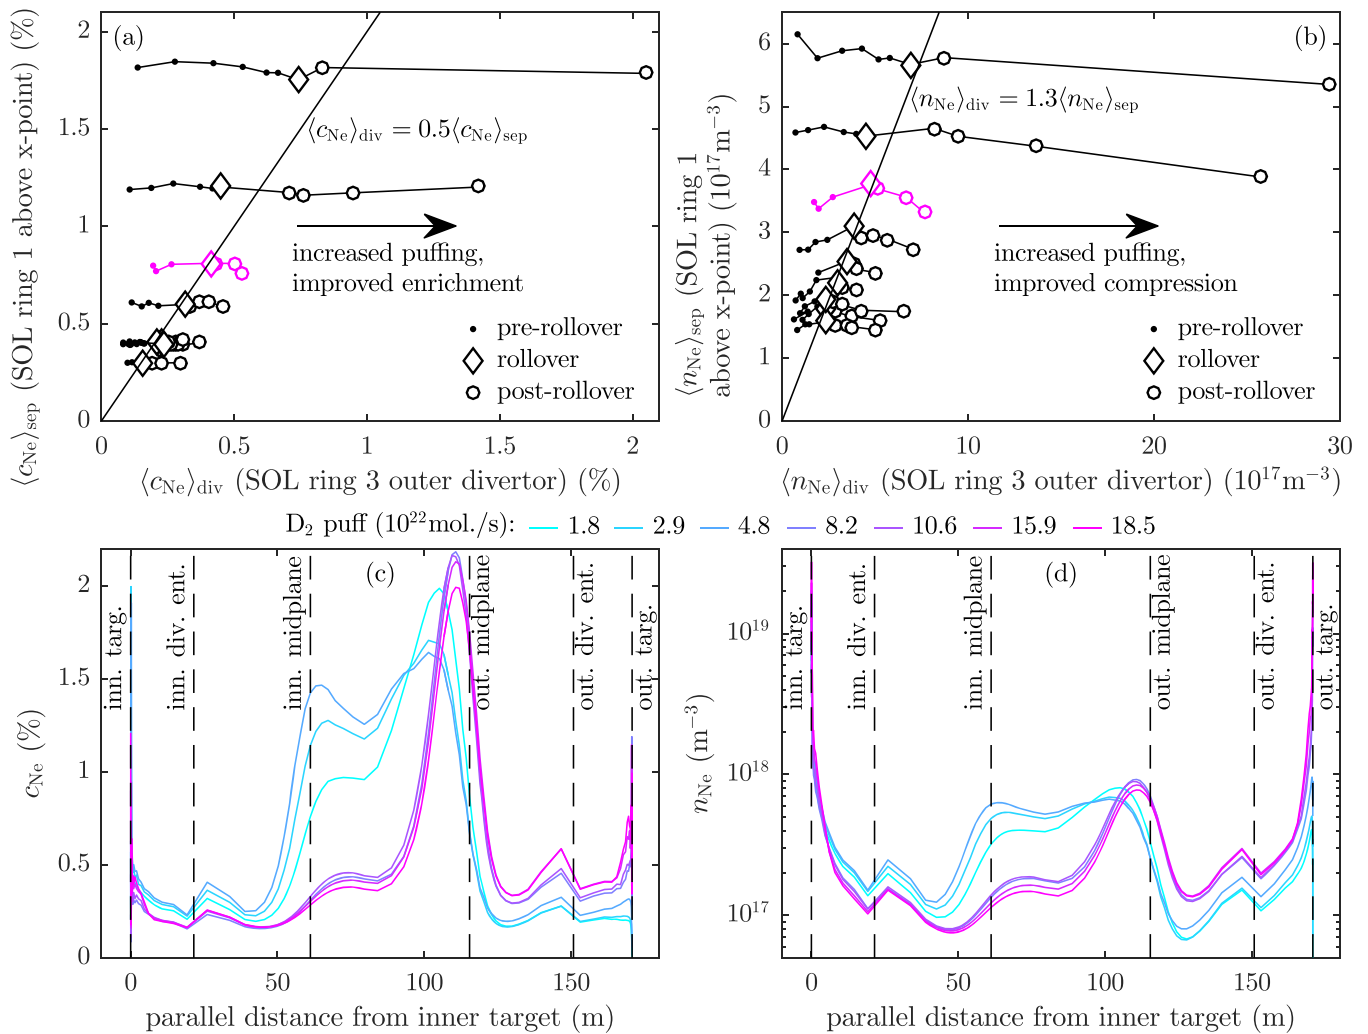 (a)
⟨c_Ne⟩_sep (SOL ring 1 above x-point) (%)
2
1.5
1
0.5
0
⟨c_Ne⟩_div = 0.5⟨c_Ne⟩_sep
increased puffing,
improved enrichment
pre-rollover
rollover
post-rollover
0 0.5 1 1.5 2
⟨c_Ne⟩_div (SOL ring 3 outer divertor) (%)
(b)
⟨n_Ne⟩_sep (SOL ring 1
above x-point) (10^17 m^−3)
6
5
4
3
2
1
0
⟨n_Ne⟩_div = 1.3⟨n_Ne⟩_sep
increased puffing,
improved compression
pre-rollover
rollover
post-rollover
0 10 20 30
⟨n_Ne⟩_div (SOL ring 3 outer divertor) (10^17 m^−3)
D_2 puff (10^22 mol./s): 1.8 2.9 4.8 8.2 10.6 15.9 18.5
(c)
c_Ne (%)
2
1.5
1
0.5
0
inn. targ.
inn. div. ent.
inn. midplane
out. midplane
out. div. ent.
out. targ.
0 50 100 150
parallel distance from inner target (m)
(d)
n_Ne (m^−3)
10^19
10^18
10^17
inn. targ.
inn. div. ent.
inn. midplane
out. midplane
out. div. ent.
out. targ.
0 50 100 150
parallel distance from inner target (m)